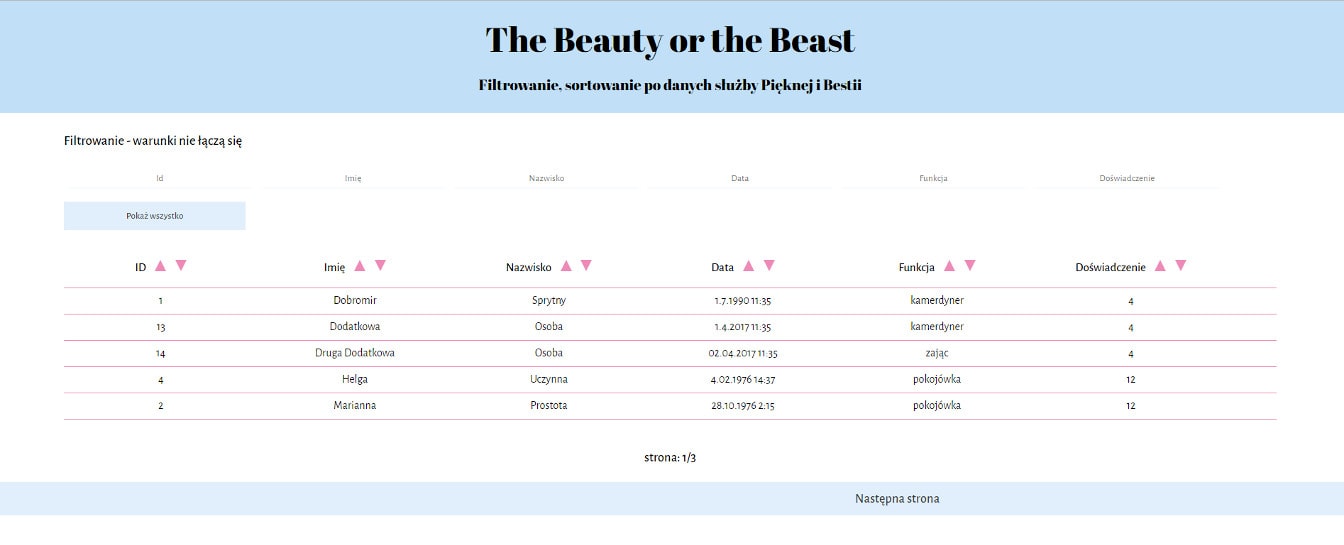 The Beauty or the Beast
Filtrowanie, sortowanie po danych służby Pięknej i Bestii
Filtrowanie - warunki nie łączą się
Id Imię Nazwisko Data Funkcja Doświadczenie
Pokaż wszystko
ID ▲ ▼ Imię ▲ ▼ Nazwisko ▲ ▼ Data ▲ ▼ Funkcja ▲ ▼ Doświadczenie ▲ ▼
1 Dobromir Sprytny 1.7.1990 11:35 kamerdyner 4
13 Dodatkowa Osoba 1.4.2017 11:35 kamerdyner 4
14 Druga Dodatkowa Osoba 02.04.2017 11:35 zając 4
4 Helga Uczynna 4.02.1976 14:37 pokojówka 12
2 Marianna Prostota 28.10.1976 2:15 pokojówka 12
strona: 1/3
Następna strona